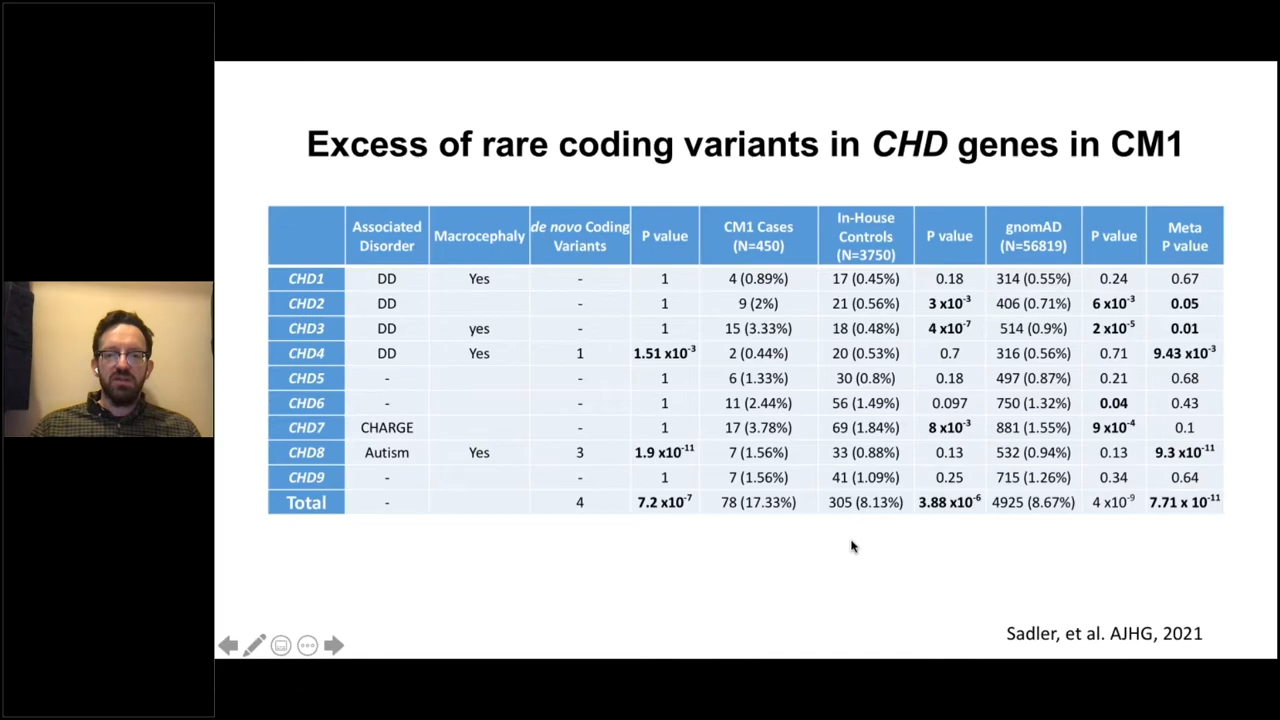 Excess of rare coding variants in CHD genes in CM1
Associated Disorder Macrocephaly de novo Coding Variants P value CM1 Cases (N=450) In-House Controls (N=3750) P value gnomAD (N=56819) P value Meta P value
CHD1 DD Yes - 1 4 (0.89%) 17 (0.45%) 0.18 314 (0.55%) 0.24 0.67
CHD2 DD - 1 9 (2%) 21 (0.56%) 3 x10⁻³ 406 (0.71%) 6 x10⁻³ 0.05
CHD3 DD yes - 1 15 (3.33%) 18 (0.48%) 4 x10⁻⁷ 514 (0.9%) 2 x10⁻⁵ 0.01
CHD4 DD Yes 1 1.51 x10⁻³ 2 (0.44%) 20 (0.53%) 0.7 316 (0.56%) 0.71 9.43 x10⁻³
CHD5 - - 1 6 (1.33%) 30 (0.8%) 0.18 497 (0.87%) 0.21 0.68
CHD6 - - 1 11 (2.44%) 56 (1.49%) 0.097 750 (1.32%) 0.04 0.43
CHD7 CHARGE - 1 17 (3.78%) 69 (1.84%) 8 x10⁻³ 881 (1.55%) 9 x10⁻⁴ 0.1
CHD8 Autism Yes 3 1.9 x10⁻¹¹ 7 (1.56%) 33 (0.88%) 0.13 532 (0.94%) 0.13 9.3 x10⁻¹¹
CHD9 - - 1 7 (1.56%) 41 (1.09%) 0.25 715 (1.26%) 0.34 0.64
Total - 4 7.2 x10⁻⁷ 78 (17.33%) 305 (8.13%) 3.88 x10⁻⁶ 4925 (8.67%) 4 x10⁻⁹ 7.71 x 10⁻¹¹
Sadler, et al. AJHG, 2021